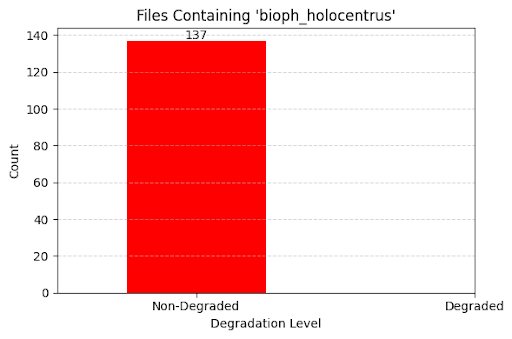 Files Containing 'bioph_holocentrus'
137
140
120
100
80
60
40
20
0
Count
Non-Degraded Degraded
Degradation Level